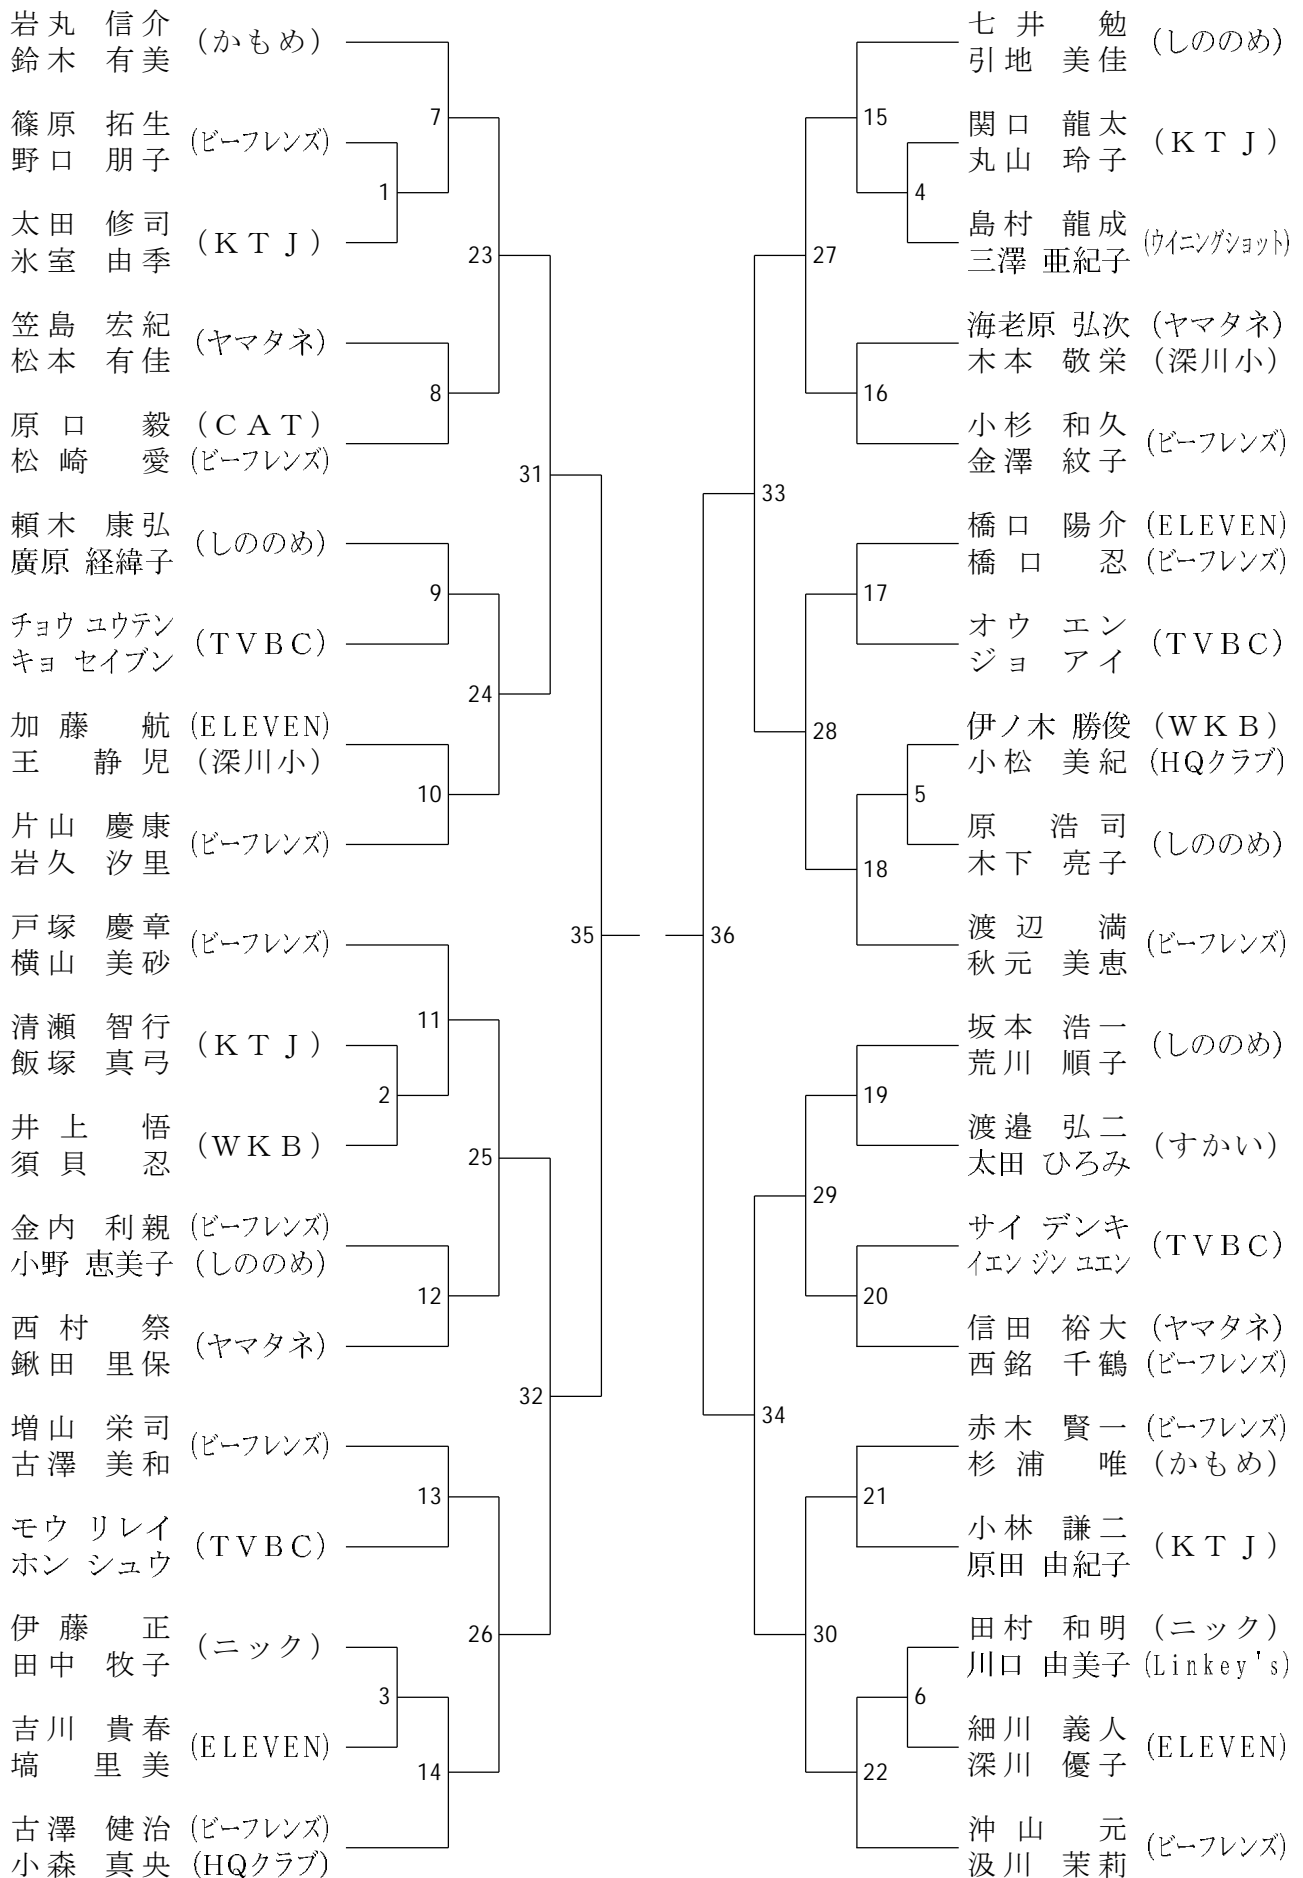 岩丸 信介 (かもめ)
鈴木 有美
篠原 拓生 (ビーフレンズ)
野口 朋子
太田 修司 (KTJ)
氷室 由季
笠島 宏紀 (ヤマタネ)
松本 有佳
原口 毅 (CAT)
松崎 愛 (ビーフレンズ)
頼木 康弘 (しののめ)
廣原 経緯子
チョウ ユウテン (TVBC)
キョ セイブン
加藤 航 (ELEVEN)
王 静児 (深川小)
片山 慶康 (ビーフレンズ)
岩久 汐里
戸塚 慶章 (ビーフレンズ)
横山 美砂
清瀬 智行 (KTJ)
飯塚 真弓
井上 悟 (WKB)
須貝 忍
金内 利親 (ビーフレンズ)
小野 恵美子 (しののめ)
西村 祭 (ヤマタネ)
鍬田 里保
増山 栄司 (ビーフレンズ)
古澤 美和
モウ リレイ (TVBC)
ホン シュウ
伊藤 正 (ニック)
田中 牧子
吉川 貴春 (ELEVEN)
塙 里美
古澤 健治 (ビーフレンズ)
小森 真央 (HQクラブ)
7
1
23
8
31
9
24
10
35
11
2
25
12
32
13
26
3
14
七井 勉 (しののめ)
引地 美佳
関口 龍太 (KTJ)
丸山 玲子
島村 龍成 (ウイニングショット)
三澤 亜紀子
海老原 弘次 (ヤマタネ)
木本 敬栄 (深川小)
小杉 和久 (ビーフレンズ)
金澤 紋子
橋口 陽介 (ELEVEN)
橋口 忍 (ビーフレンズ)
オウ エン (TVBC)
ジョ アイ
伊ノ木 勝俊 (WKB)
小松 美紀 (HQクラブ)
原 浩司 (しののめ)
木下 亮子
渡辺 満 (ビーフレンズ)
秋元 美恵
坂本 浩一 (しののめ)
荒川 順子
渡邉 弘二 (すかい)
太田 ひろみ
サイ デンキ (TVBC)
イエン ジン ユエン
信田 裕大 (ヤマタネ)
西銘 千鶴 (ビーフレンズ)
赤木 賢一 (ビーフレンズ)
杉浦 唯 (かもめ)
小林 謙二 (KTJ)
原田 由紀子
田村 和明 (ニック)
川口 由美子 (Linkey's)
細川 義人 (ELEVEN)
深川 優子
沖山 元 (ビーフレンズ)
汲川 茉莉
15
4
27
16
33
17
28
5
18
36
19
29
20
34
21
30
6
22